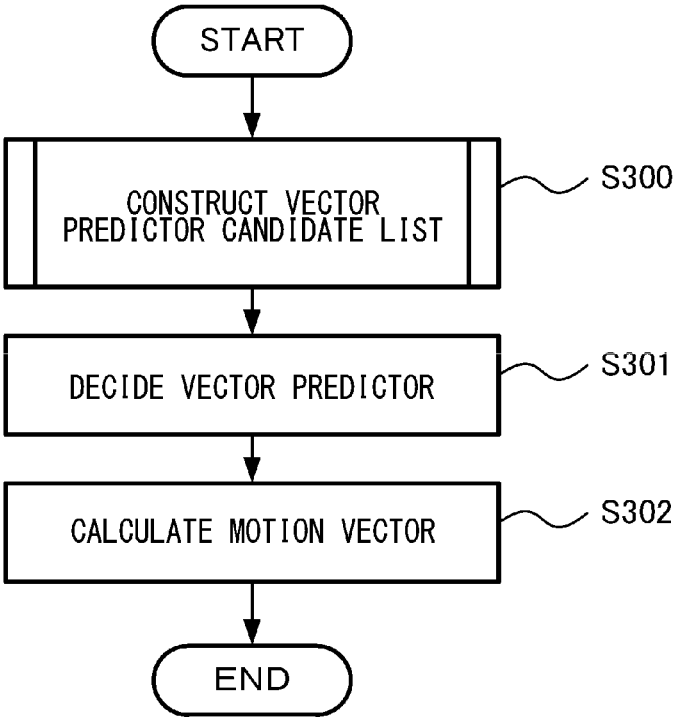 START
CONSTRUCT VECTOR
PREDICTOR CANDIDATE LIST
S300
DECIDE VECTOR PREDICTOR
S301
CALCULATE MOTION VECTOR
S302
END